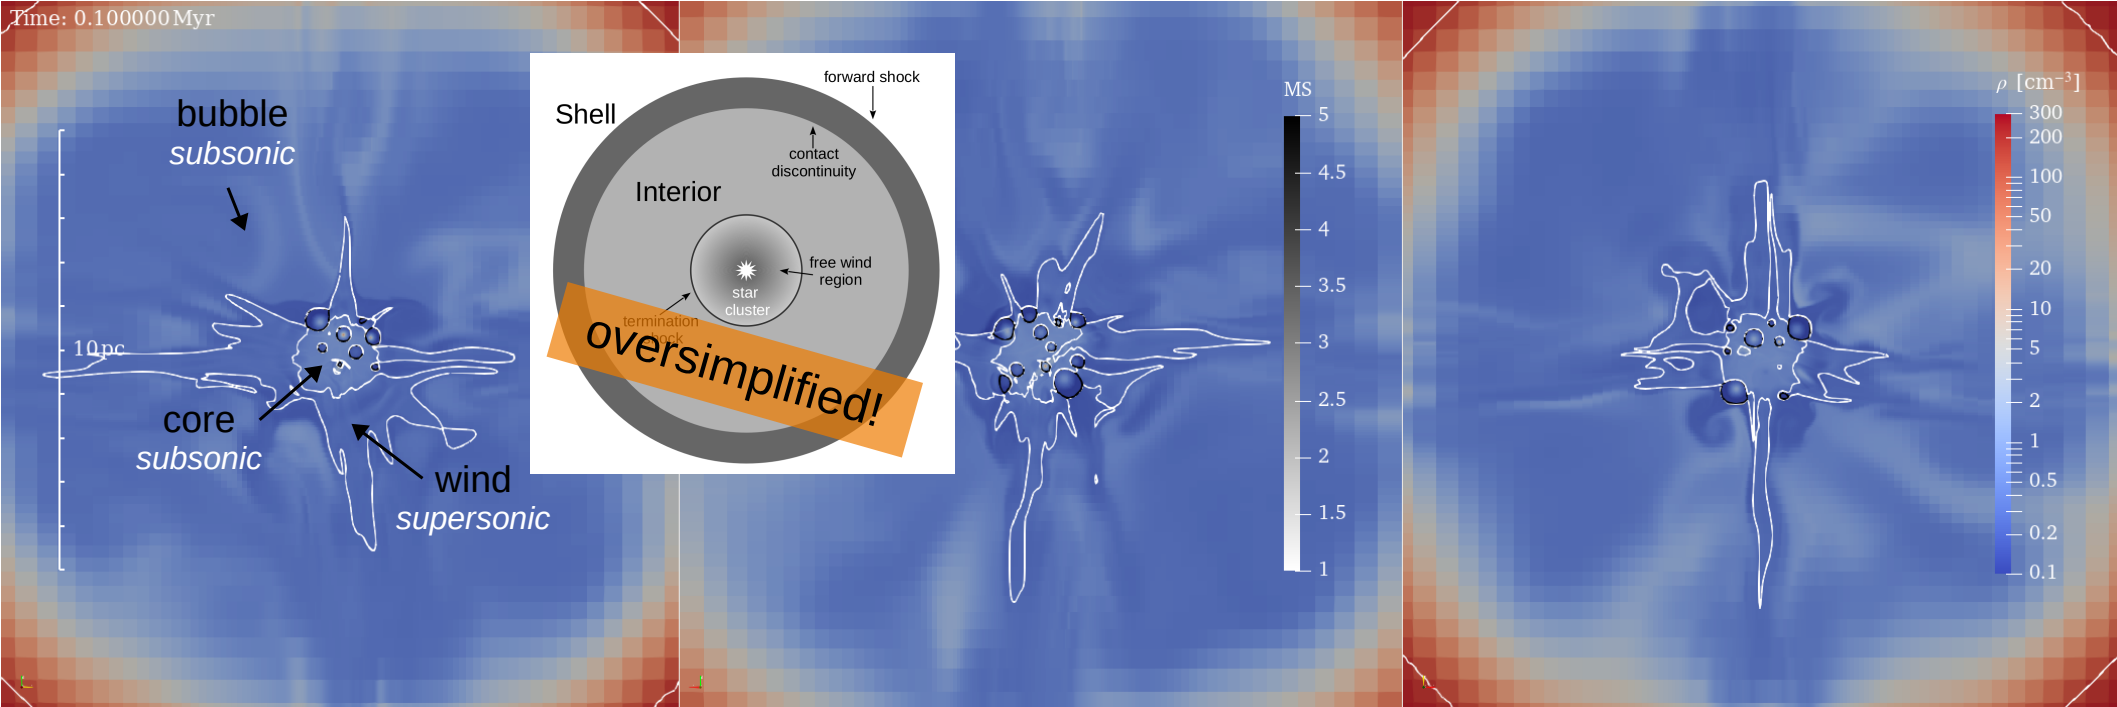 Time: 0.100000 Myr
bubble
subsonic
10pc
core
subsonic
wind
supersonic
forward shock
Shell
contact
discontinuity
Interior
free wind
region
star
cluster
termination
shock
oversimplified!
MS
5
4.5
4
3.5
3
2.5
2
1.5
1
ρ [cm⁻³]
300
200
100
50
20
10
5
2
1
0.5
0.2
0.1